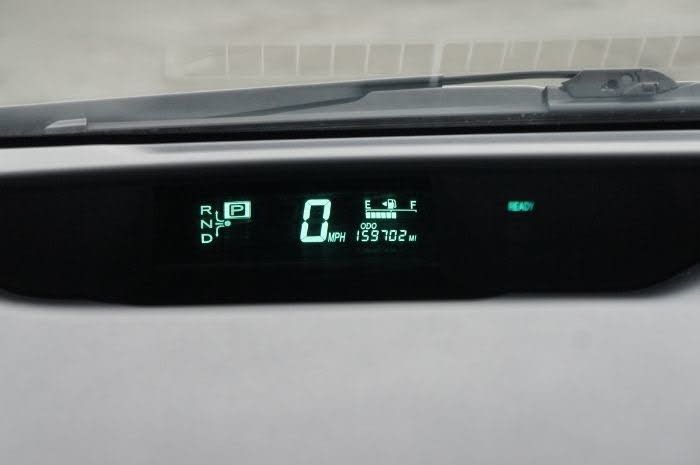 R P
N
D
0 MPH
E F
ODO
159702 MI
READY